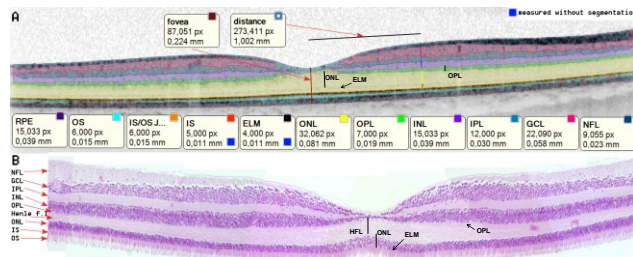 A
fovea
87,051 px
0,224 mm
distance
273,411 px
1,002 mm
measured without segmentation
ONL
ELM
OPL
RPE
15,033 px
0,039 mm
OS
6,000 px
0,015 mm
IS/OS J...
6,000 px
0,015 mm
IS
5,000 px
0,011 mm
ELM
4,000 px
0,011 mm
ONL
32,062 px
0,081 mm
OPL
7,000 px
0,019 mm
INL
15,033 px
0,039 mm
IPL
12,000 px
0,030 mm
GCL
22,090 px
0,058 mm
NFL
9,055 px
0,023 mm
B
NFL
GCL
IPL
INL
OPL
Henle f.l
ONL
IS
OS
HFL
ONL
ELM
OPL